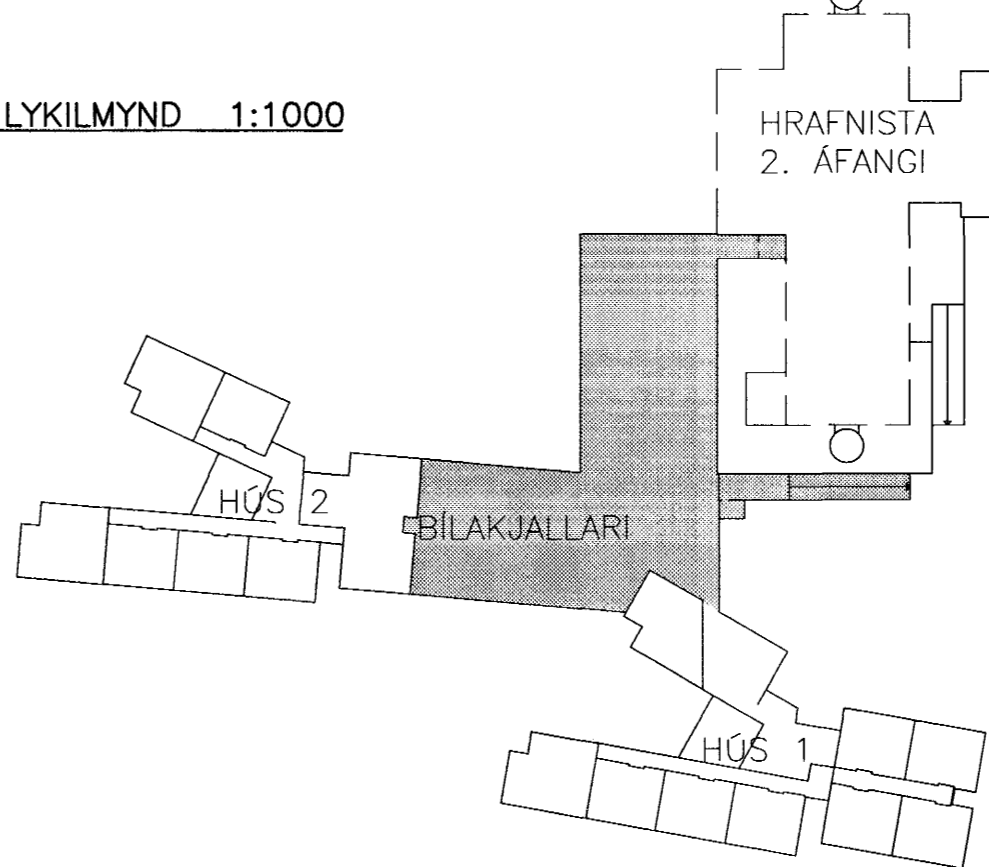 LYKILMYND 1:1000
HRAFNISTA
2. ÁFANGI
HÚS 2
BÍLAKJALLARI
HÚS 1